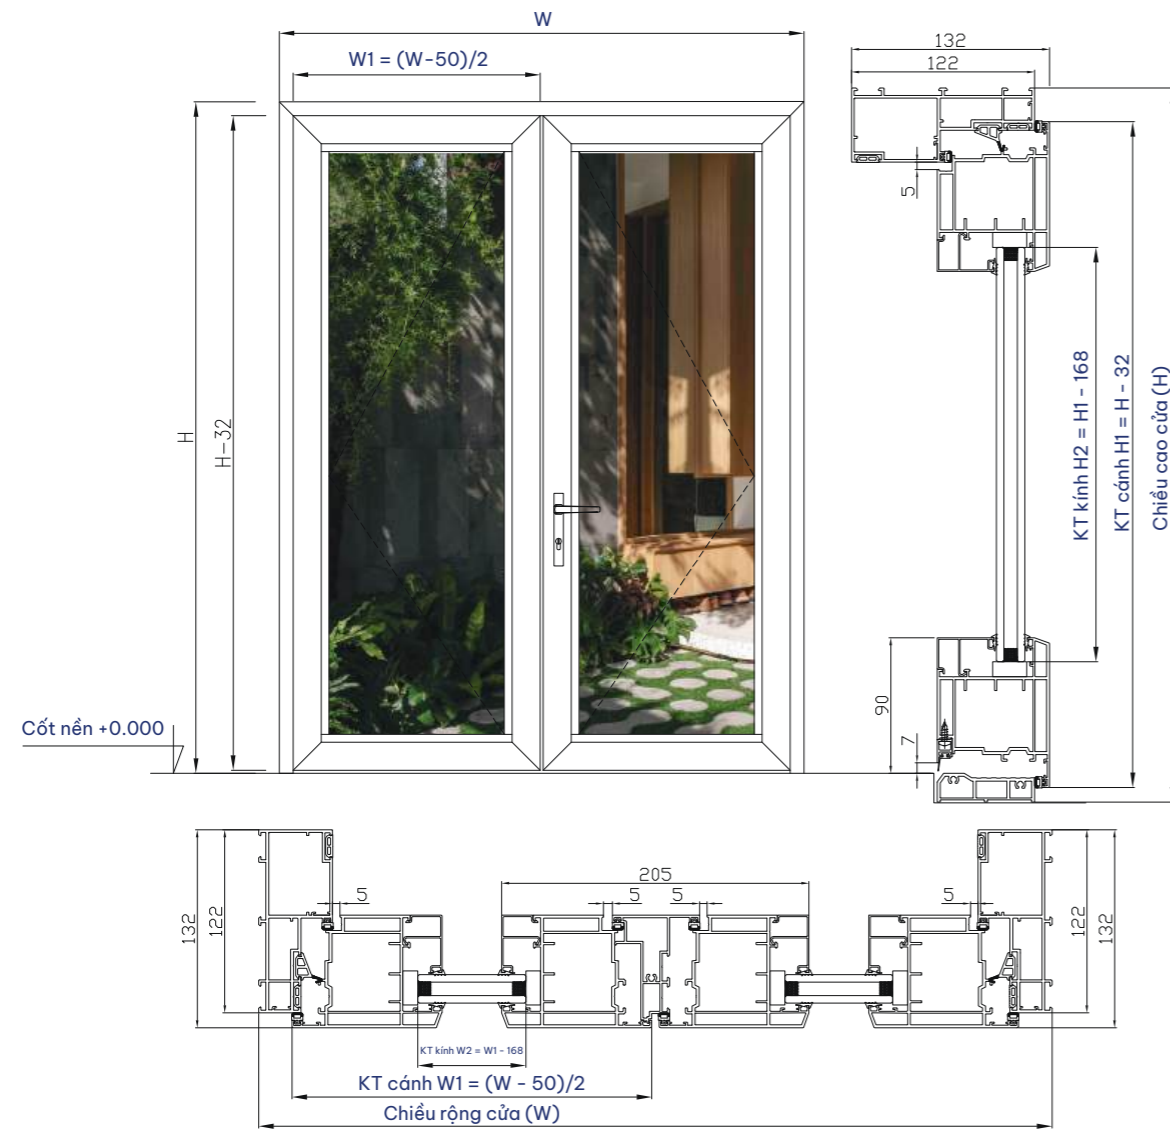 W
W1 = (W-50)/2
H
H-32
Cốt nền +0.000
132
122
5
KT kính H2 = H1 - 168
KT cánh H1 = H - 32
Chiều cao cửa (H)
90
7
205
5
5
5
5
132
122
122
132
KT kính W2 = W1 - 168
KT cánh W1 = (W - 50)/2
Chiều rộng cửa (W)